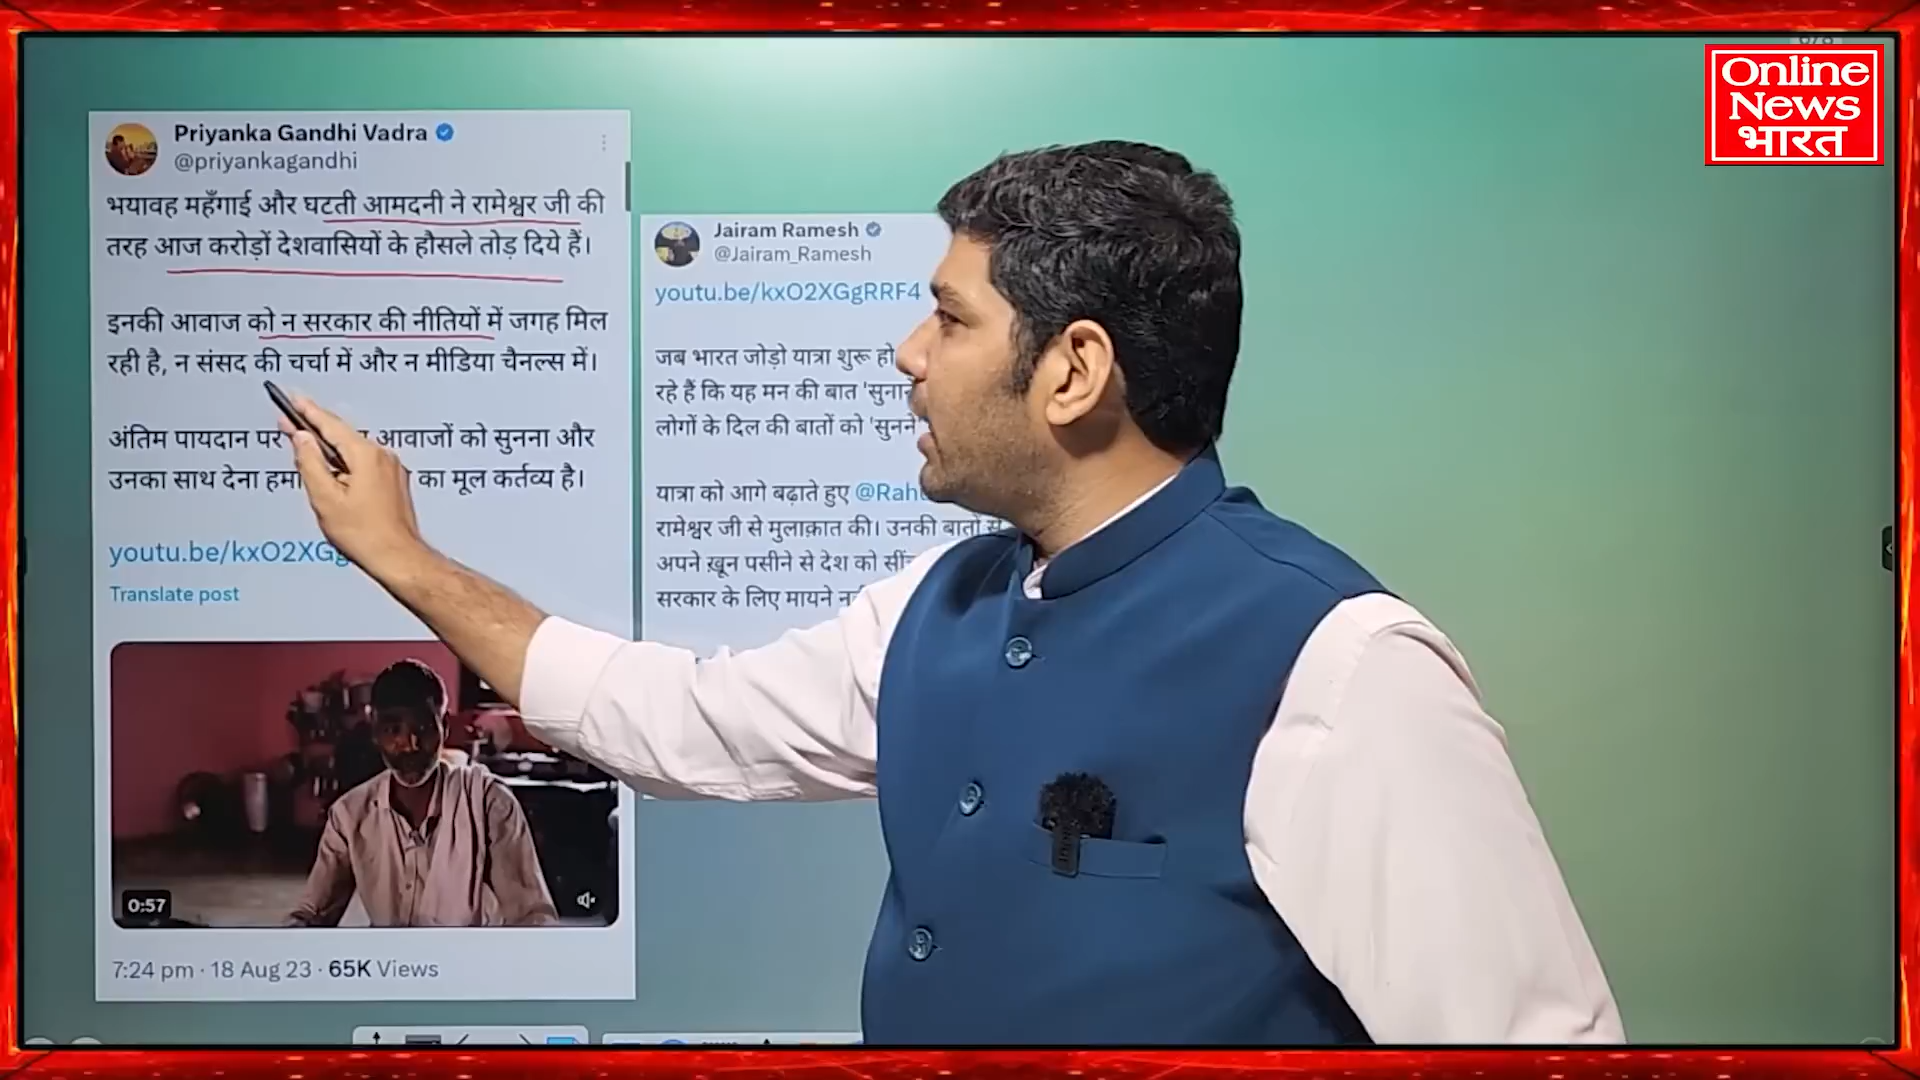 Online
News
भारत
Priyanka Gandhi Vadra
@priyankagandhi
भयावह महँगाई और घटती आमदनी ने रामेश्वर जी की
तरह आज करोड़ों देशवासियों के हौसले तोड़ दिये हैं।
इनकी आवाज को न सरकार की नीतियों में जगह मिल
रही है, न संसद की चर्चा में और न मीडिया चैनल्स में।
अंतिम पायदान पर आवाजों को सुनना और
उनका साथ देना का मूल कर्तव्य है।
youtu.be/kxO2XGg
Translate post
0:57
7:24 pm · 18 Aug 23 · 65K Views
Jairam Ramesh
@Jairam_Ramesh
youtu.be/kxO2XGgRRF4
जब भारत जोड़ो यात्रा शुरू हो
रहे हैं कि यह मन की बात
लोगों के दिल की बातों को 'सुनने'
यात्रा को आगे बढ़ाते हुए
रामेश्वर जी से मुलाक़ात की। उनकी बातों से
अपने ख़ून पसीने से देश को
सरकार के लिए मायने